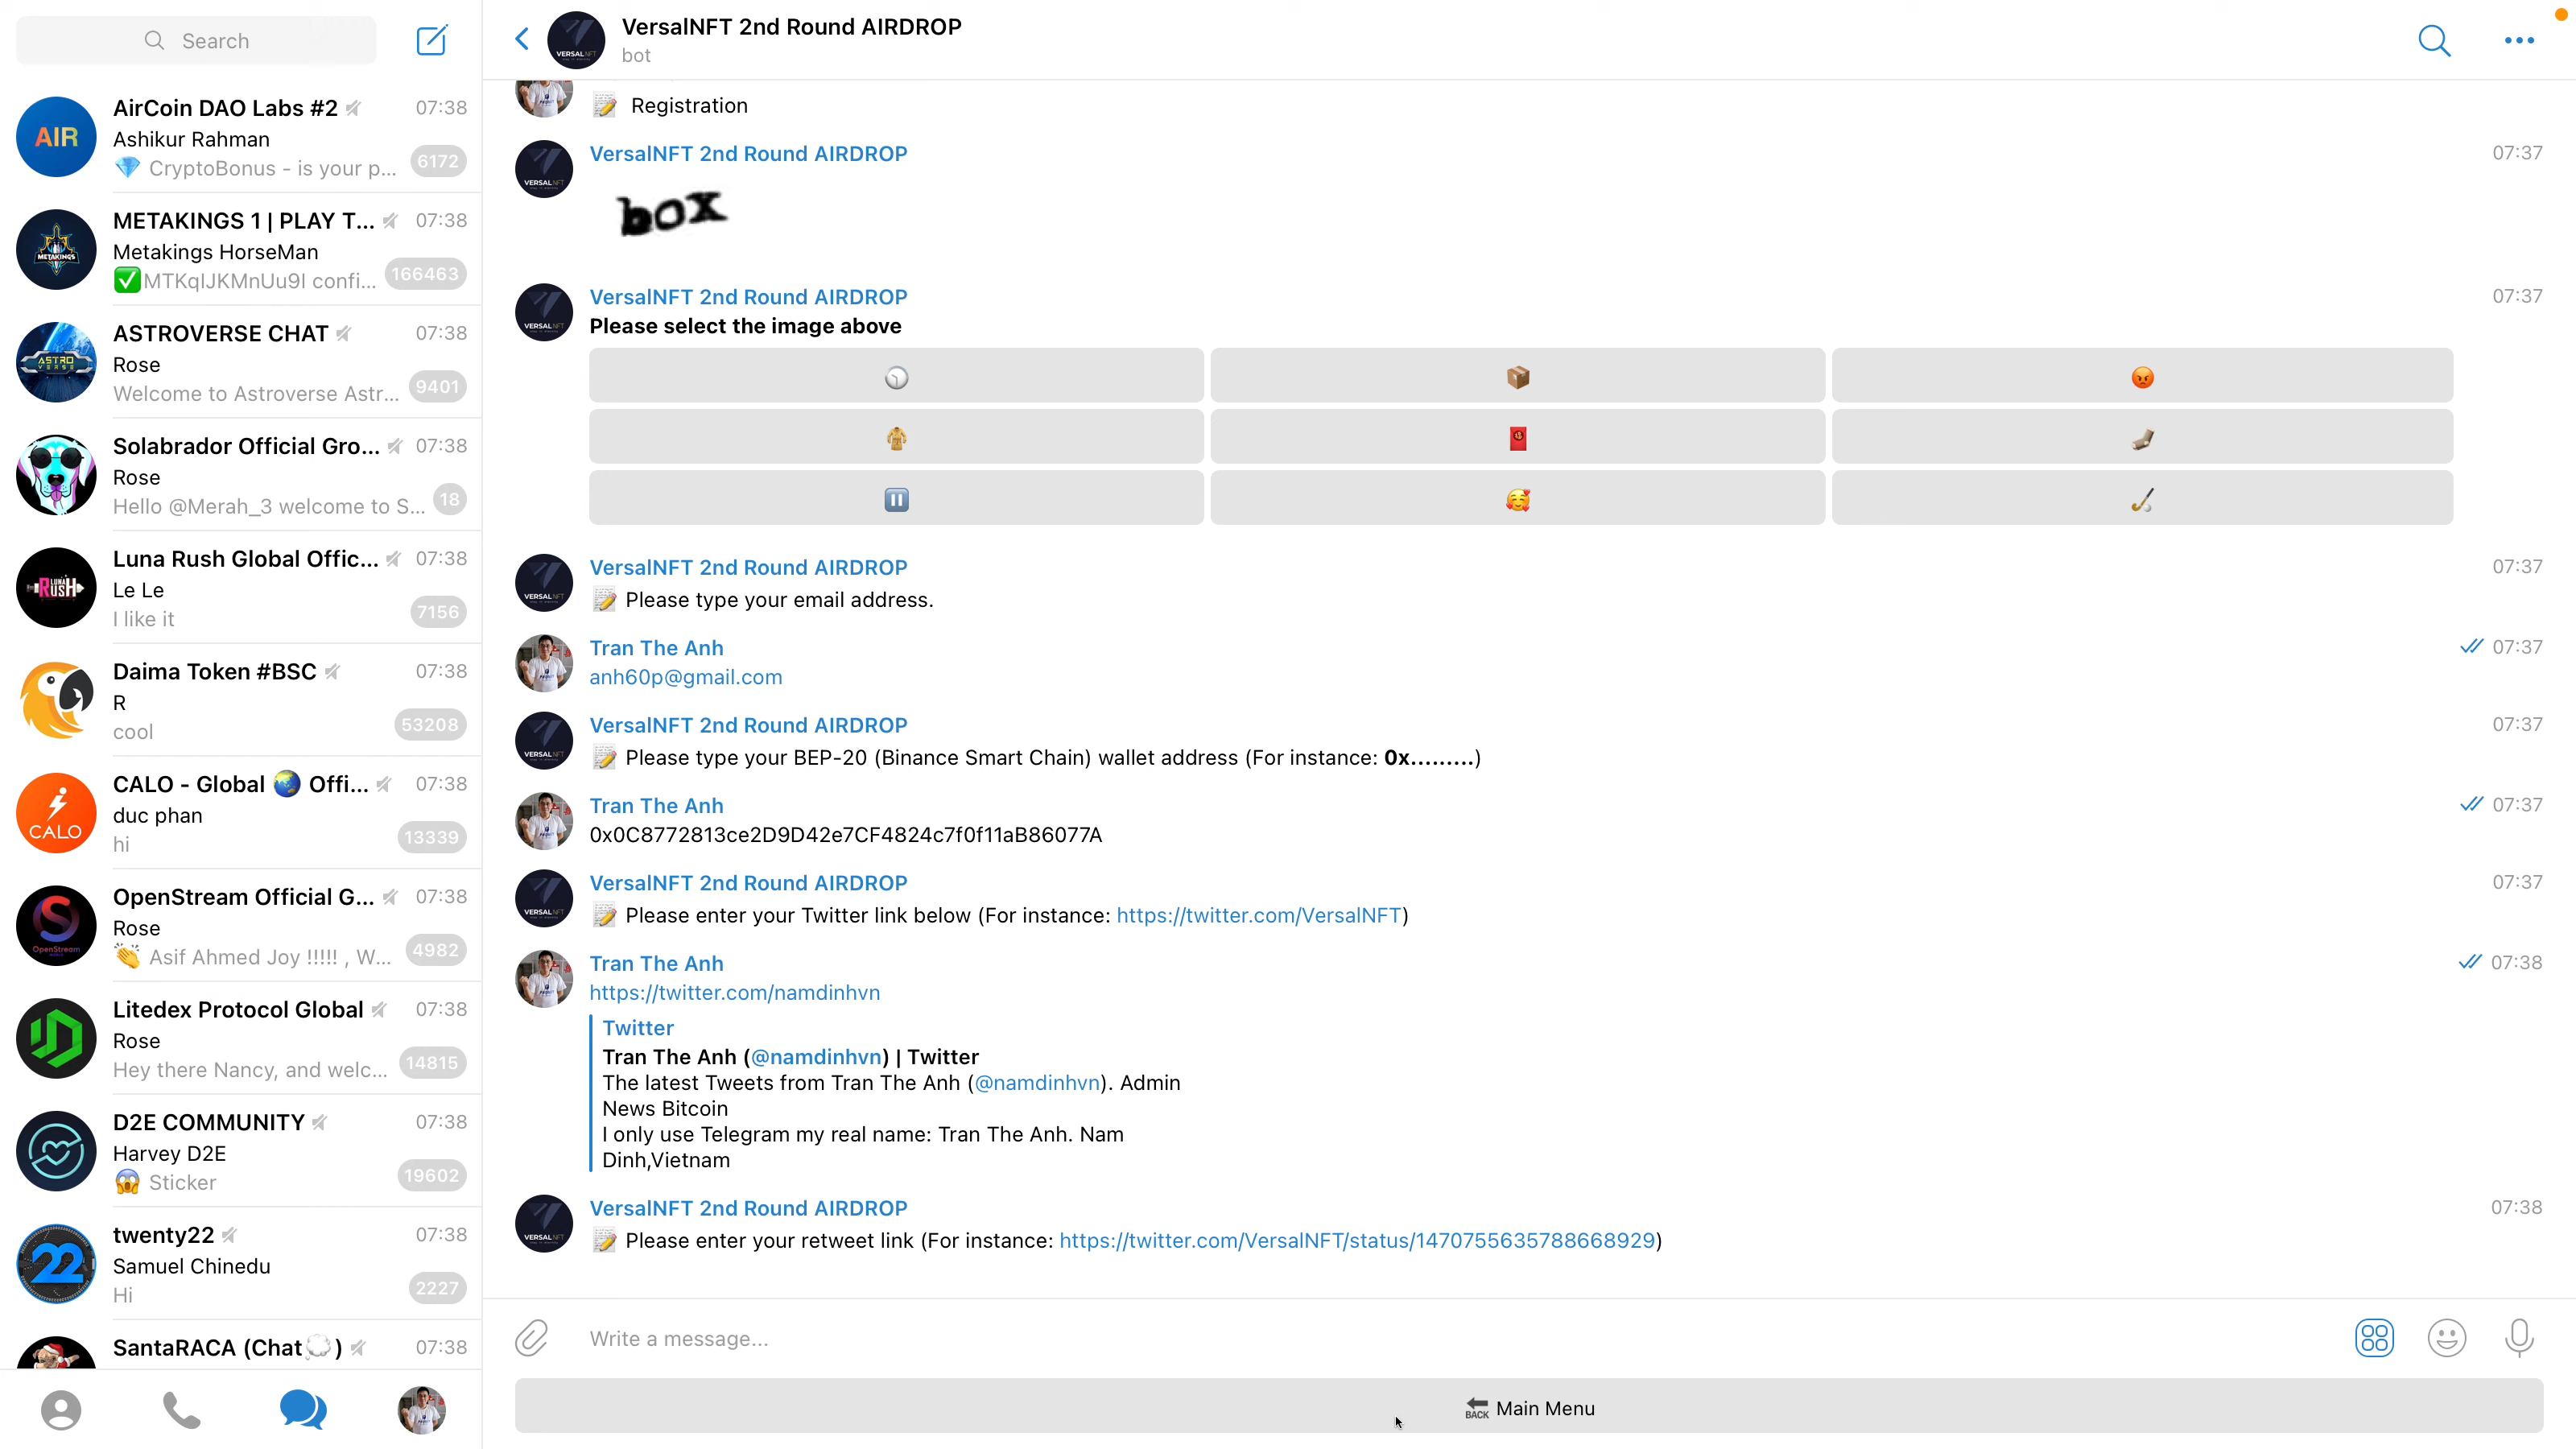 Search
AirCoin DAO Labs #2 07:38
Ashikur Rahman
💎 CryptoBonus - is your p... 6172
METAKINGS 1 | PLAY T... 07:38
Metakings HorseMan
✅MTKqIJKMnUu9I confi... 166463
ASTROVERSE CHAT 07:38
Rose
Welcome to Astroverse Astr... 9401
Solabrador Official Gro... 07:38
Rose
Hello @Merah_3 welcome to S... 18
Luna Rush Global Offic... 07:38
Le Le
I like it 7156
Daima Token #BSC 07:38
R
cool 53208
CALO - Global 🌏 Offi... 07:38
duc phan
hi 13339
OpenStream Official G... 07:38
Rose
👏 Asif Ahmed Joy !!!!! , W... 4982
Litedex Protocol Global 07:38
Rose
Hey there Nancy, and welc... 14815
D2E COMMUNITY 07:38
Harvey D2E
😱 Sticker 19602
twenty22 07:38
Samuel Chinedu
Hi 2227
SantaRACA (Chat💭) 07:38
AIR
METAKINGS
ASTRO
VERSE
LUNA
RUSH
CALO
OpenStream
22
VersalNFT 2nd Round AIRDROP
bot
📝 Registration
VersalNFT 2nd Round AIRDROP 07:37
box
VersalNFT 2nd Round AIRDROP 07:37
Please select the image above
VersalNFT 2nd Round AIRDROP 07:37
📝 Please type your email address.
Tran The Anh 07:37
anh60p@gmail.com
VersalNFT 2nd Round AIRDROP 07:37
📝 Please type your BEP-20 (Binance Smart Chain) wallet address (For instance: 0x.........)
Tran The Anh 07:37
0x0C8772813ce2D9D42e7CF4824c7f0f11aB86077A
VersalNFT 2nd Round AIRDROP 07:37
📝 Please enter your Twitter link below (For instance: https://twitter.com/VersalNFT)
Tran The Anh 07:38
https://twitter.com/namdinhvn
Twitter
Tran The Anh (@namdinhvn) | Twitter
The latest Tweets from Tran The Anh (@namdinhvn). Admin
News Bitcoin
I only use Telegram my real name: Tran The Anh. Nam
Dinh,Vietnam
VersalNFT 2nd Round AIRDROP 07:38
📝 Please enter your retweet link (For instance: https://twitter.com/VersalNFT/status/1470755635788668929)
Write a message...
BACK Main Menu